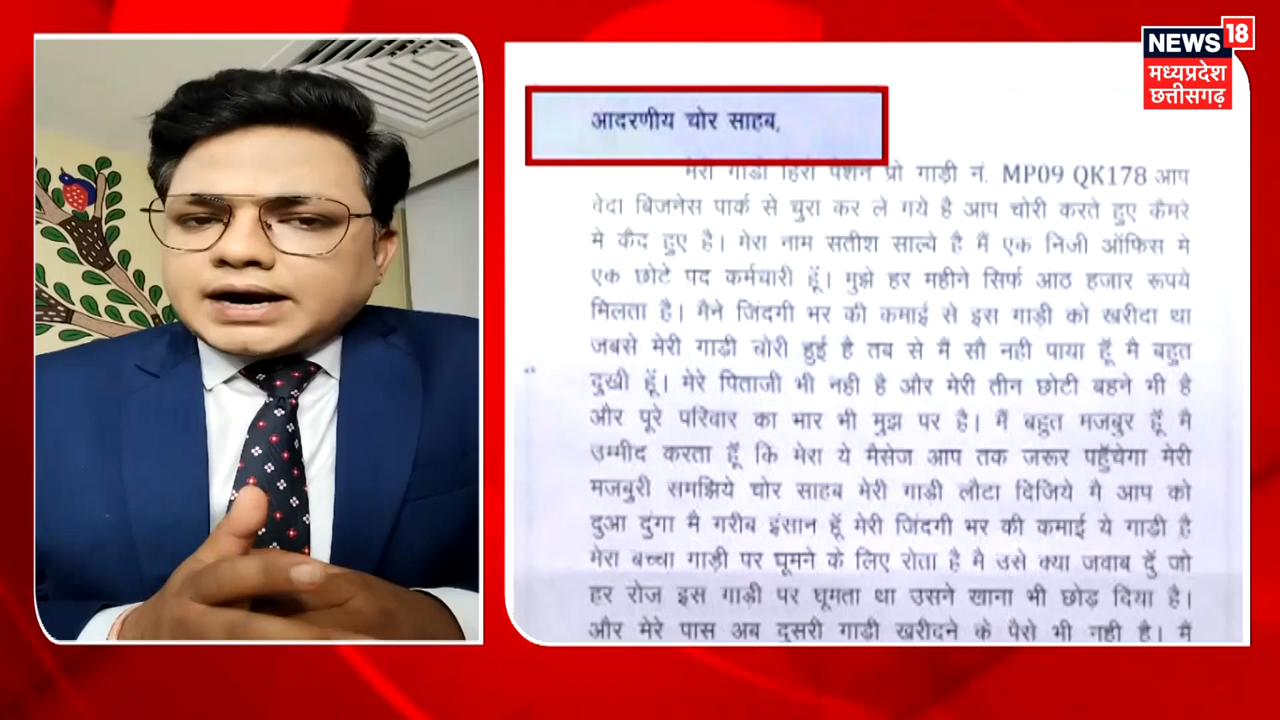 NEWS 18
मध्यप्रदेश
छत्तीसगढ़
आदरणीय चोर साहब,
मेरी गाडी हिरो पेशन प्रो गाड़ी नं. MP09 QK178 आप
वेदा बिजनेस पार्क से चुरा कर ले गये है आप चोरी करते हुए कैमरे
मे कैद हुए है। मेरा नाम सतीश साल्वे है मैं एक निजी ऑफिस मे
एक छोटे पद कर्मचारी हूॅं। मुझे हर महीने सिर्फ आठ हजार रूपये
मिलता है। मैने जिंदगी भर की कमाई से इस गाड़ी को खरीदा था
जबसे मेरी गाडी चोरी हुई है तब से मैं सौ नही पाया हूॅं मै बहुत
दुखी हूॅं। मेरे पिताजी भी नही है और मेरी तीन छोटी बहने भी है
और पूरे परिवार का भार भी मुझ पर है। मैं बहुत मजबुर हूॅं मै
उम्मीद करता हूॅं कि मेरा ये मैसेज आप तक जरूर पहुॅंचेगा मेरी
मजबुरी समझिये चोर साहब मेरी गाड़ी लौटा दिजिये मै आप को
दुआ दुंगा मै गरीब इंसान हूॅं मेरी जिंदगी भर की कमाई ये गाडी है
मेरा बच्चा गाड़ी पर घूमने के लिए रोता है मै उसे क्या जवाब दुॅं जो
हर रोज इस गाड़ी पर घूमता था उसने खाना भी छोड़ दिया है।
और मेरे पास अब दुसरी गाडी खरीदने के पैसे भी नही है। मैं